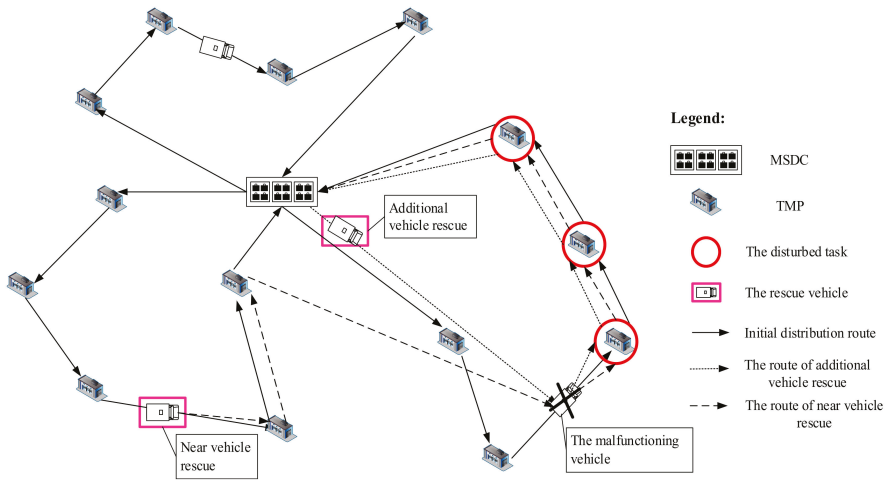 Additional
vehicle rescue
Near vehicle
rescue
The malfunctioning
vehicle
Legend:
MSDC
TMP
The disturbed task
The rescue vehicle
Initial distribution route
The route of additional
vehicle rescue
The route of near vehicle
rescue